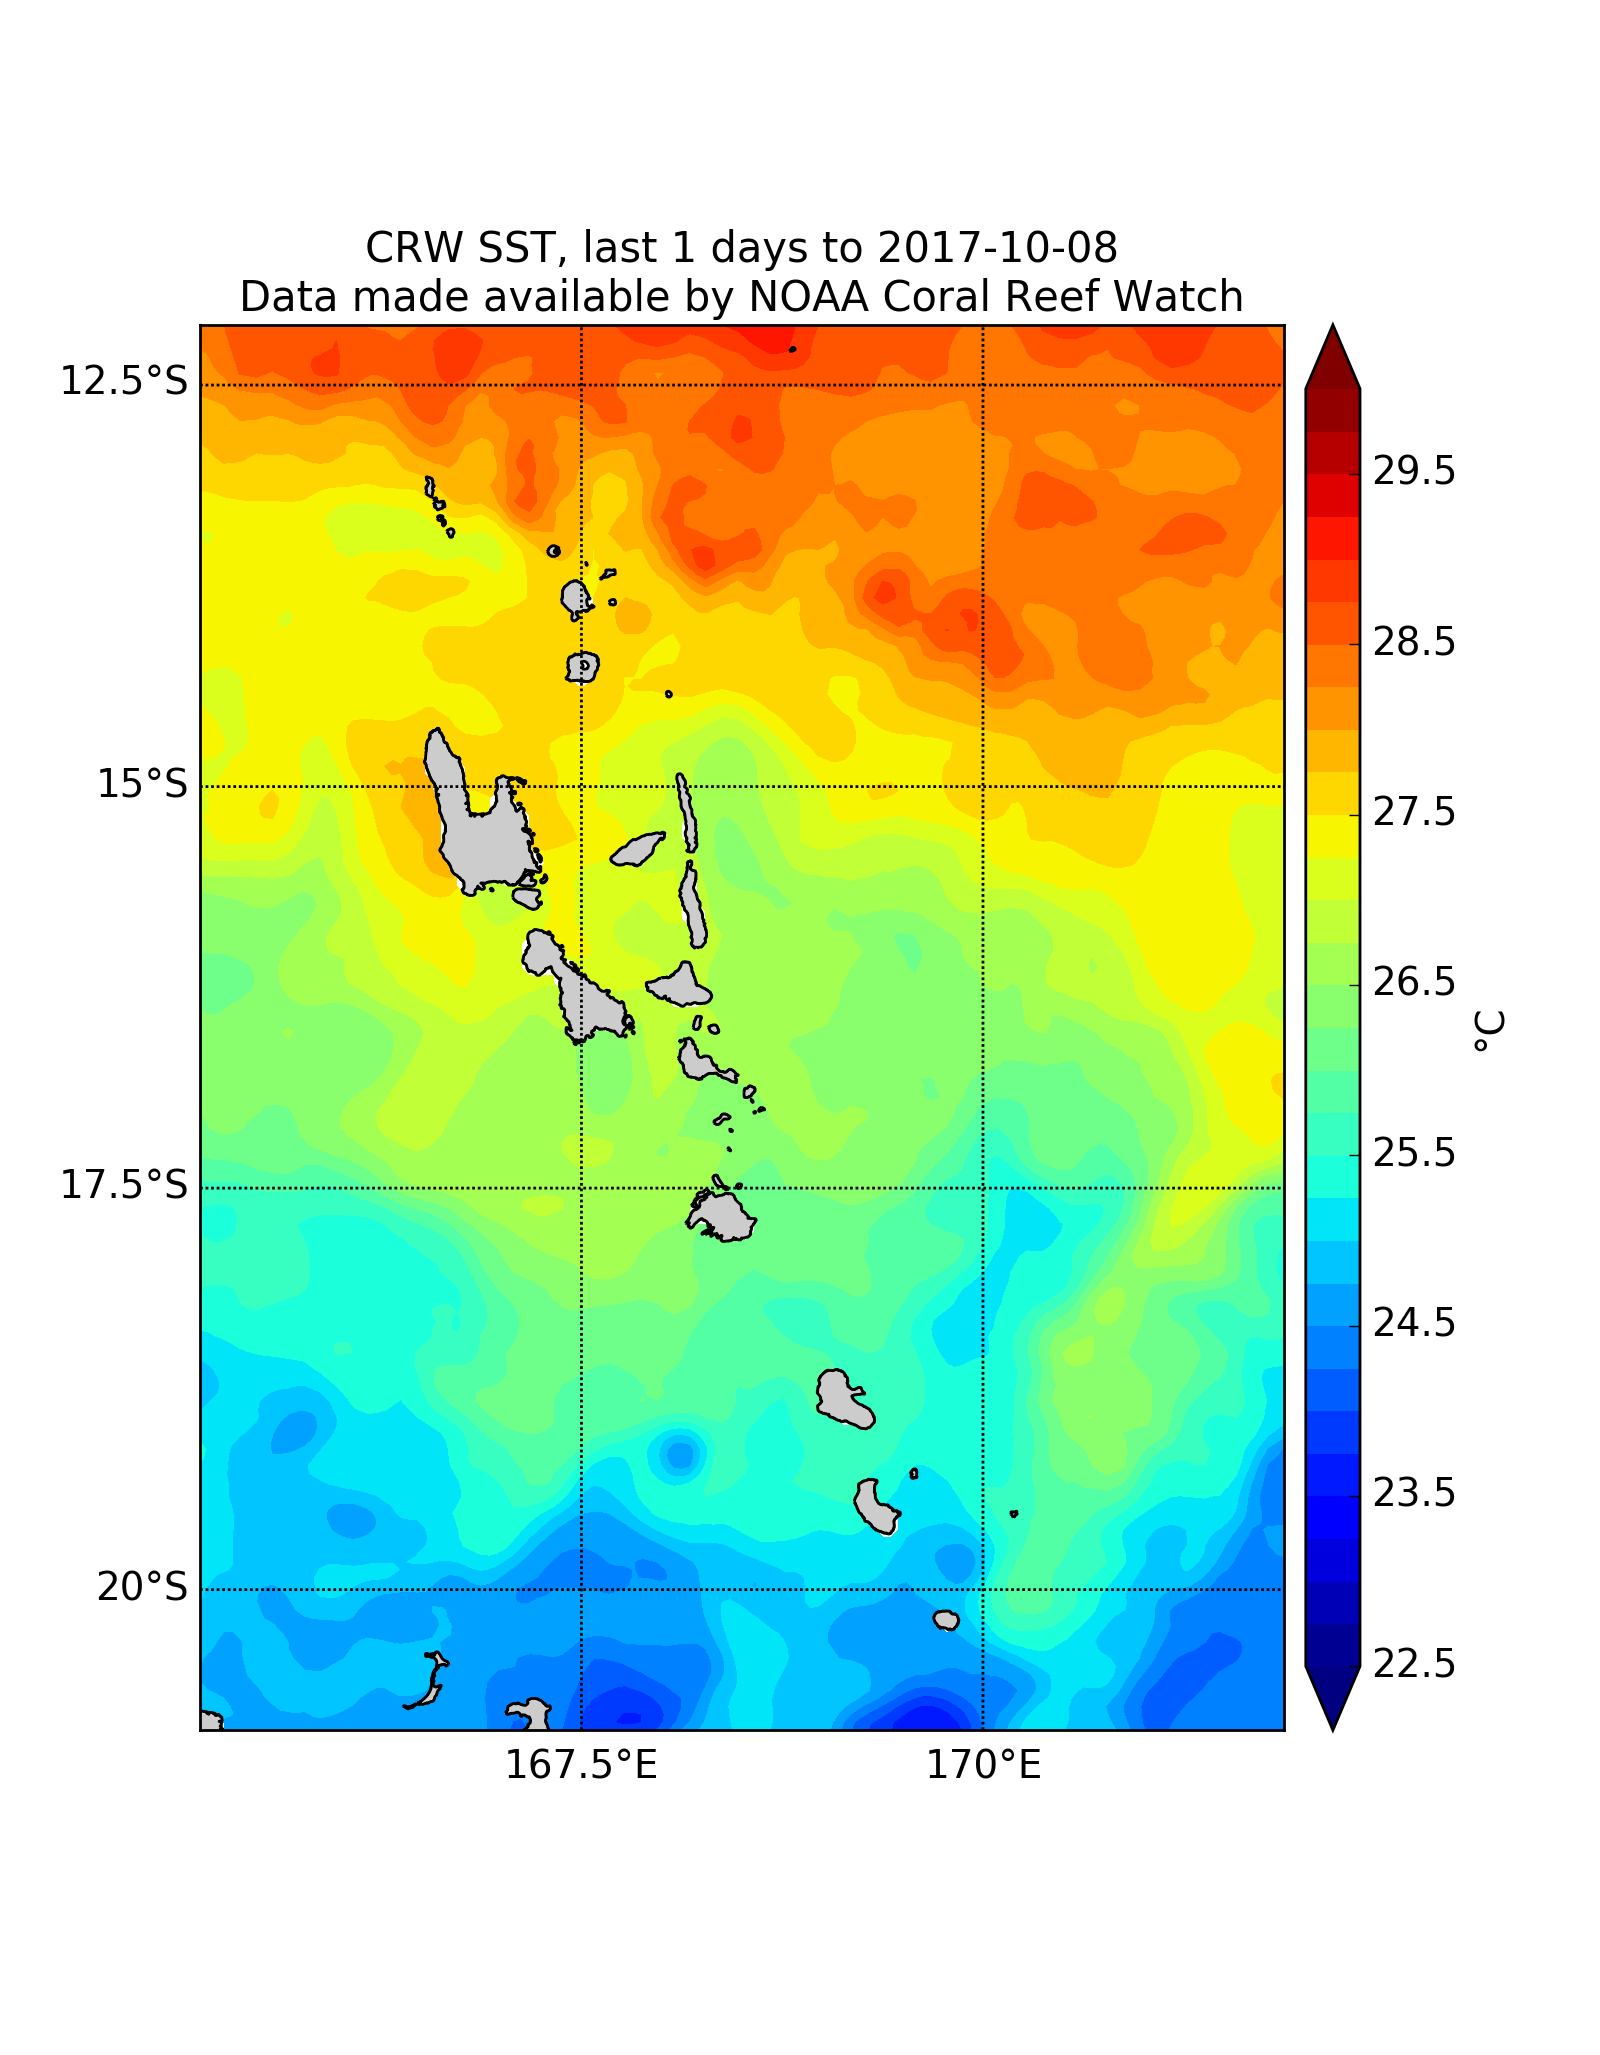 CRW SST, last 1 days to 2017-10-08
Data made available by NOAA Coral Reef Watch
12.5°S
15°S
17.5°S
20°S
167.5°E
170°E
29.5
28.5
27.5
26.5
25.5
24.5
23.5
22.5
°C